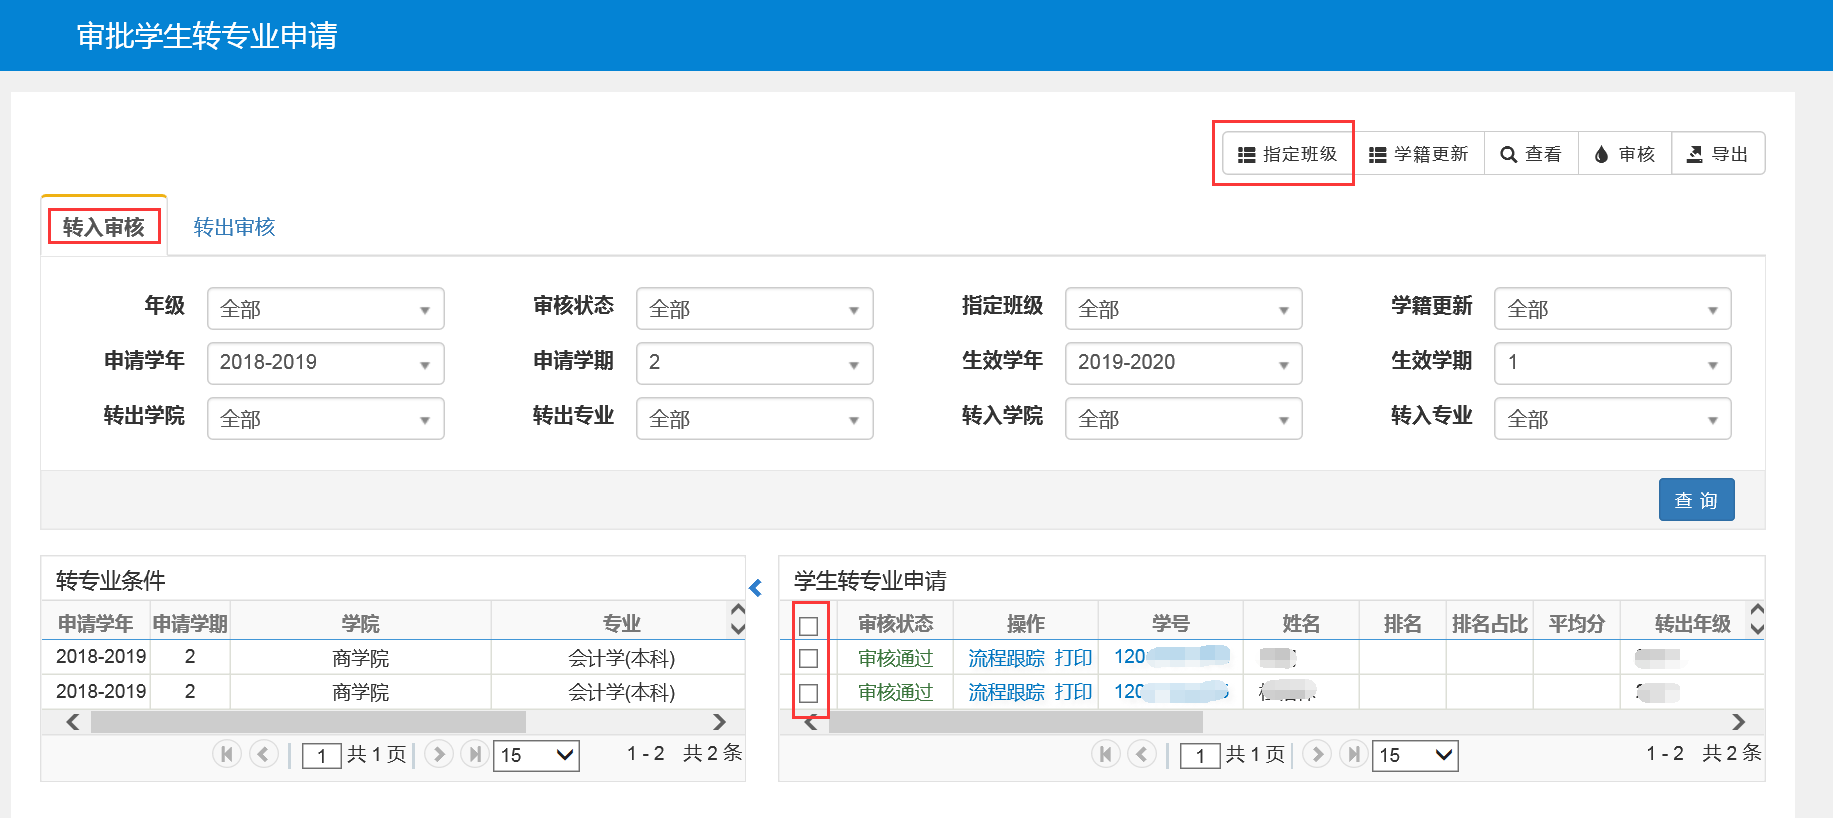 审批学生转专业申请
指定班级 学籍更新 查看 审核 导出
转入审核 转出审核
年级 全部 审核状态 全部 指定班级 全部 学籍更新 全部
申请学年 2018-2019 申请学期 2 生效学年 2019-2020 生效学期 1
转出学院 全部 转出专业 全部 转入学院 全部 转入专业 全部
查 询
转专业条件
申请学年 申请学期 学院 专业
2018-2019 2 商学院 会计学(本科)
2018-2019 2 商学院 会计学(本科)
1 共 1 页 15 1 - 2 共 2 条
学生转专业申请
审核状态 操作 学号 姓名 排名 排名占比 平均分 转出年级
审核通过 流程跟踪 打印 120
审核通过 流程跟踪 打印 120
1 共 1 页 15 1 - 2 共 2 条